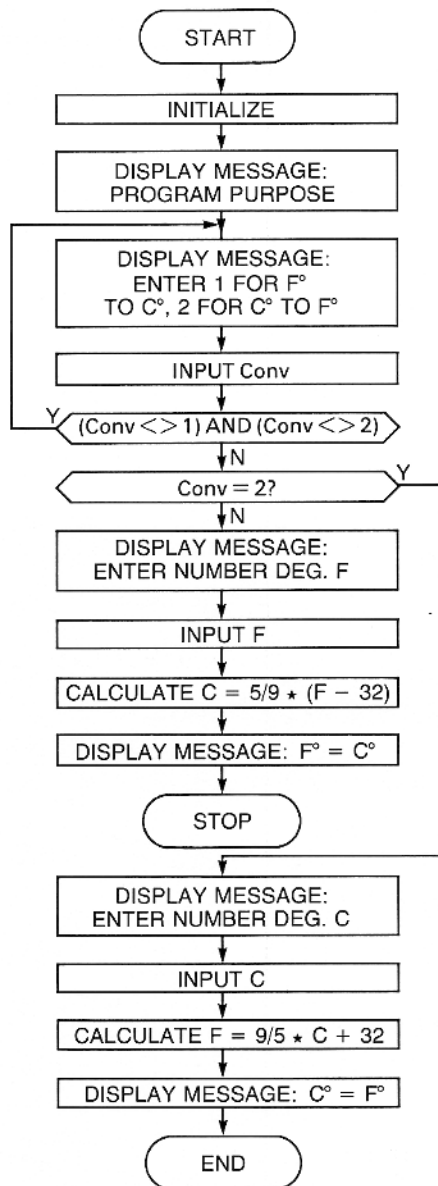 START
INITIALIZE
DISPLAY MESSAGE:
PROGRAM PURPOSE
DISPLAY MESSAGE:
ENTER 1 FOR F°
TO C°, 2 FOR C° TO F°
INPUT Conv
Y
(Conv <> 1) AND (Conv <> 2)
N
Y
Conv = 2?
N
DISPLAY MESSAGE:
ENTER NUMBER DEG. F
INPUT F
CALCULATE C = 5/9 ★ (F − 32)
DISPLAY MESSAGE: F° = C°
STOP
DISPLAY MESSAGE:
ENTER NUMBER DEG. C
INPUT C
CALCULATE F = 9/5 ★ C + 32
DISPLAY MESSAGE: C° = F°
END